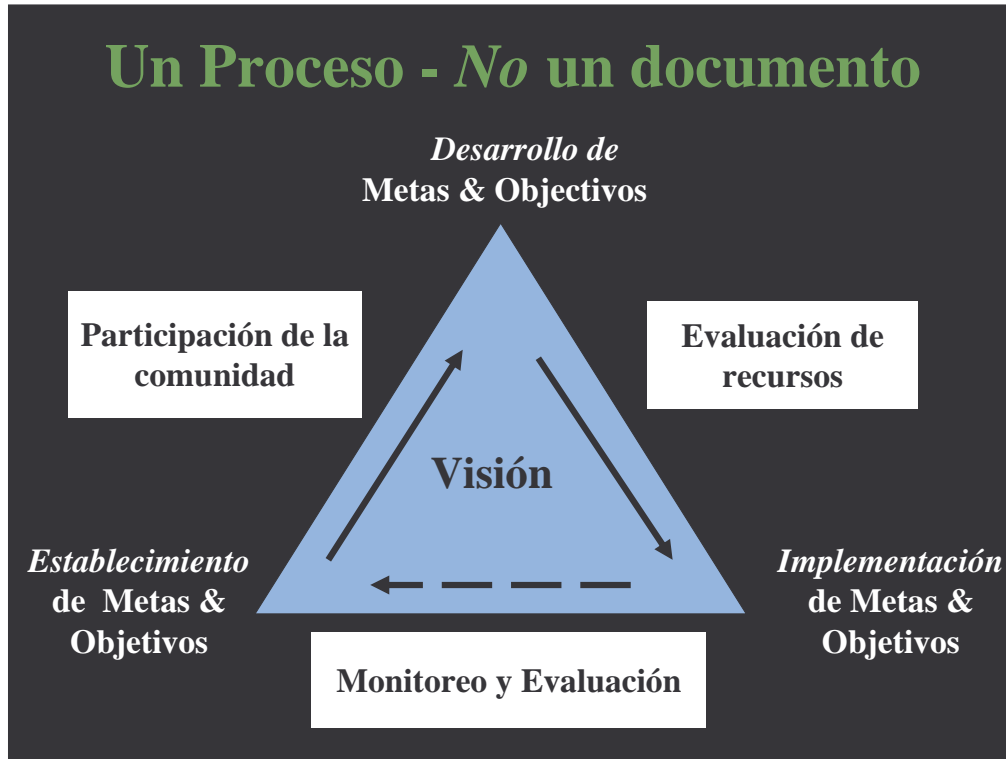 Un Proceso - No un documento
Desarrollo de
Metas & Objectivos
Participación de la
comunidad
Evaluación de
recursos
Visión
Establecimiento
de Metas &
Objetivos
Implementación
de Metas &
Objetivos
Monitoreo y Evaluación